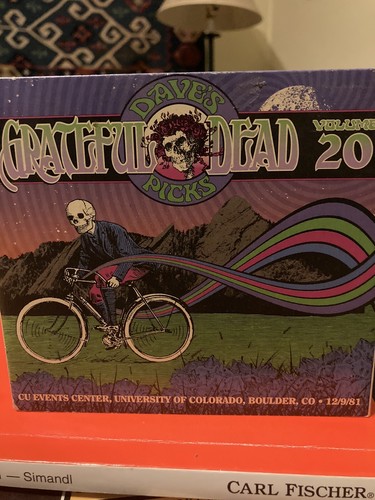 DAVE'S
GRATEFUL DEAD
VOLUME
20
PICKS
CU EVENTS CENTER, UNIVERSITY OF COLORADO, BOULDER, CO • 12/9/81
— Simandl
CARL FISCHER®